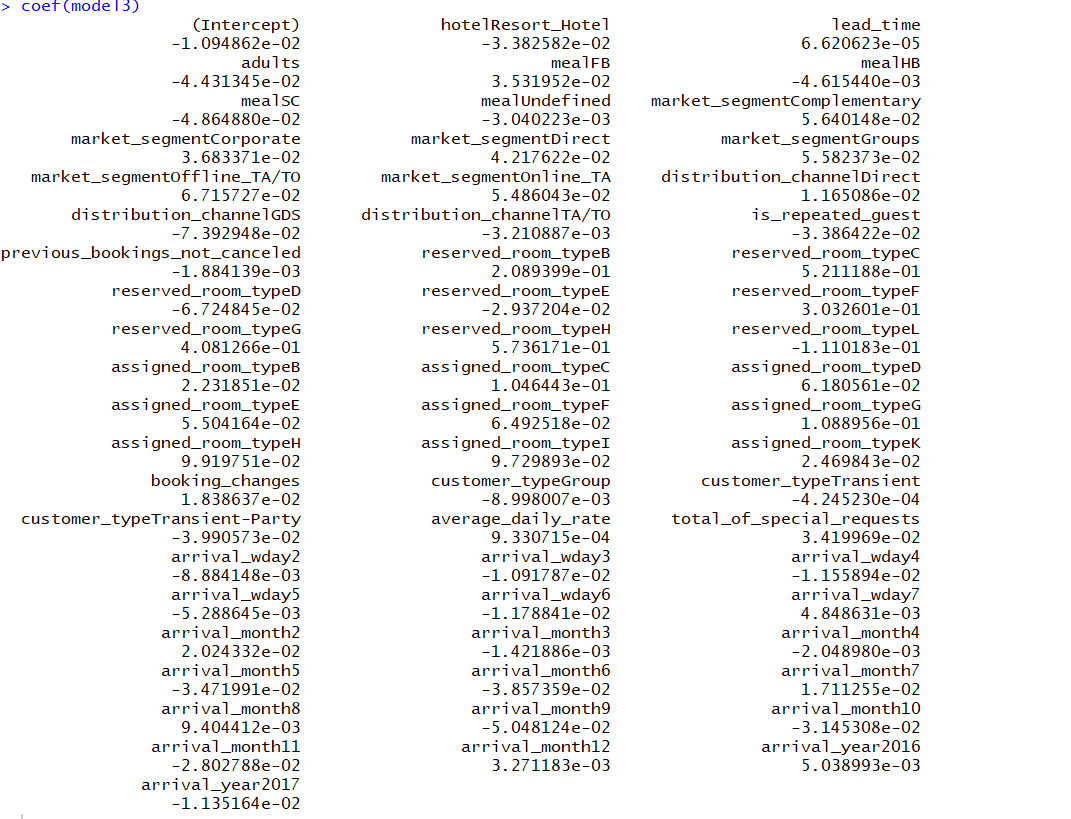 > coef(model3)
(Intercept) hotelResort_Hotel lead_time
-1.094862e-02 -3.382582e-02 6.620623e-05
adults mealFB mealHB
-4.431345e-02 3.531952e-02 -4.615440e-03
mealSC mealUndefined market_segmentComplementary
-4.864880e-02 -3.040223e-03 5.640148e-02
market_segmentCorporate market_segmentDirect market_segmentGroups
3.683371e-02 4.217622e-02 5.582373e-02
market_segmentOffline_TA/TO market_segmentOnline_TA distribution_channelDirect
6.715727e-02 5.486043e-02 1.165086e-02
distribution_channelGDS distribution_channelTA/TO is_repeated_guest
-7.392948e-02 -3.210887e-03 -3.386422e-02
previous_bookings_not_canceled reserved_room_typeB reserved_room_typeC
-1.884139e-03 2.089399e-01 5.211188e-01
reserved_room_typeD reserved_room_typeE reserved_room_typeF
-6.724845e-02 -2.937204e-02 3.032601e-01
reserved_room_typeG reserved_room_typeH reserved_room_typeL
4.081266e-01 5.736171e-01 -1.110183e-01
assigned_room_typeB assigned_room_typeC assigned_room_typeD
2.231851e-02 1.046443e-01 6.180561e-02
assigned_room_typeE assigned_room_typeF assigned_room_typeG
5.504164e-02 6.492518e-02 1.088956e-01
assigned_room_typeH assigned_room_typeI assigned_room_typeK
9.919751e-02 9.729893e-02 2.469843e-02
booking_changes customer_typeGroup customer_typeTransient
1.838637e-02 -8.998007e-03 -4.245230e-04
customer_typeTransient-Party average_daily_rate total_of_special_requests
-3.990573e-02 9.330715e-04 3.419969e-02
arrival_wday2 arrival_wday3 arrival_wday4
-8.884148e-03 -1.091787e-02 -1.155894e-02
arrival_wday5 arrival_wday6 arrival_wday7
-5.288645e-03 -1.178841e-02 4.848631e-03
arrival_month2 arrival_month3 arrival_month4
2.024332e-02 -1.421886e-03 -2.048980e-03
arrival_month5 arrival_month6 arrival_month7
-3.471991e-02 -3.857359e-02 1.711255e-02
arrival_month8 arrival_month9 arrival_month10
9.404412e-03 -5.048124e-02 -3.145308e-02
arrival_month11 arrival_month12 arrival_year2016
-2.802788e-02 3.271183e-03 5.038993e-03
arrival_year2017
-1.135164e-02